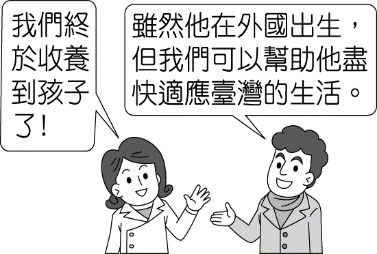 我們終
於收養
到孩子
了！
雖然他在外國出生，
但我們可以幫助他盡
快適應臺灣的生活。